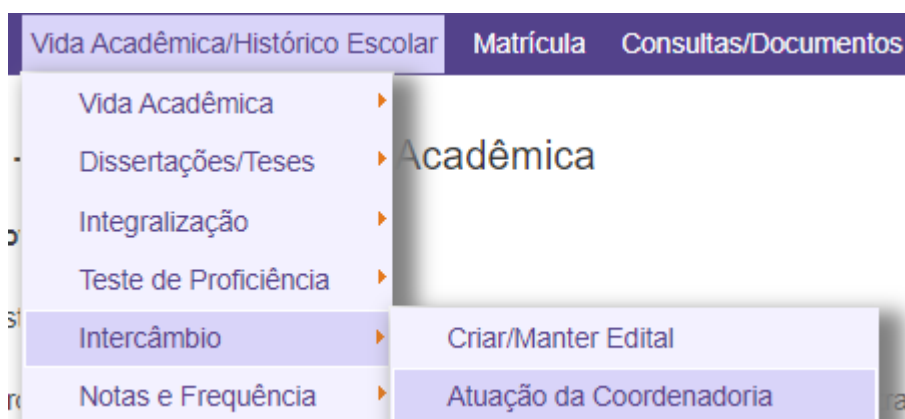 Vida Acadêmica/Histórico Escolar Matrícula Consultas/Documentos
Vida Acadêmica
Acadêmica
Dissertações/Teses
Integralização
Teste de Proficiência
Intercâmbio
Criar/Manter Edital
Notas e Frequência
Atuação da Coordenadoria